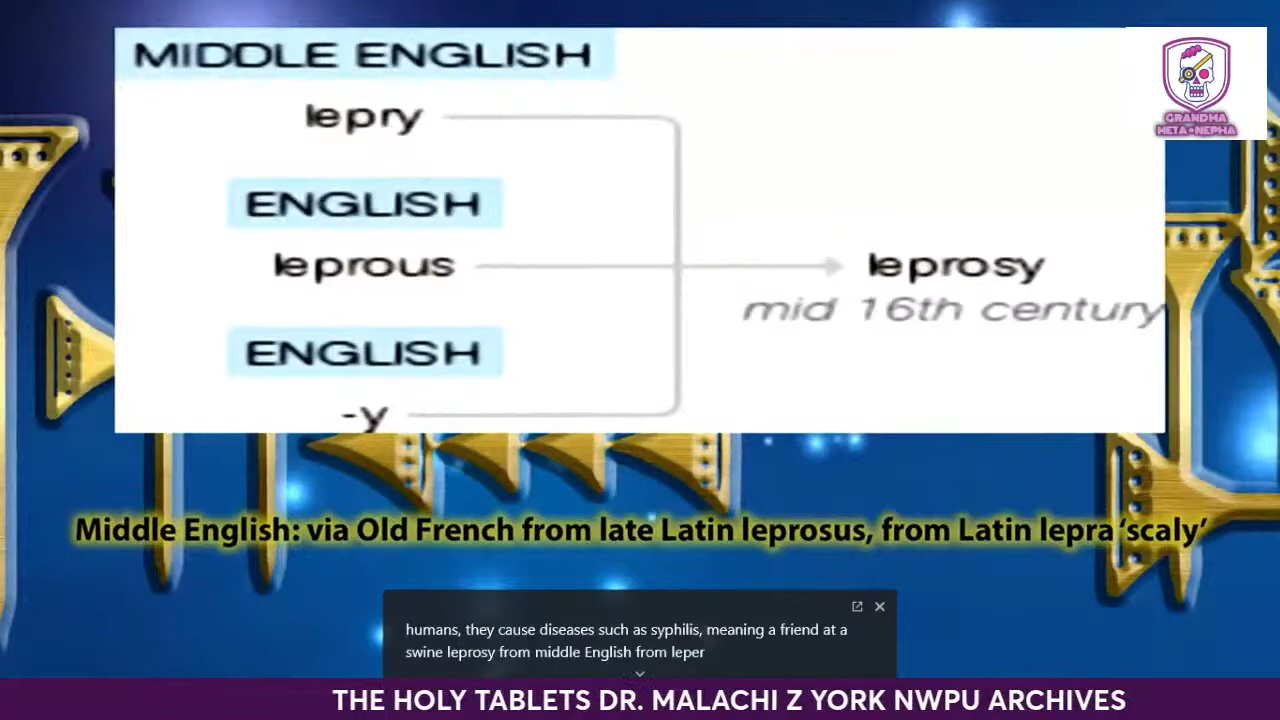 MIDDLE ENGLISH
lepry
ENGLISH
leprous
leprosy
mid 16th century
ENGLISH
-y
GRANDMA
META•NEPHA
Middle English: via Old French from late Latin leprosus, from Latin lepra ‘scaly’
humans, they cause diseases such as syphilis, meaning a friend at a
swine leprosy from middle English from leper
THE HOLY TABLETS DR. MALACHI Z YORK NWPU ARCHIVES